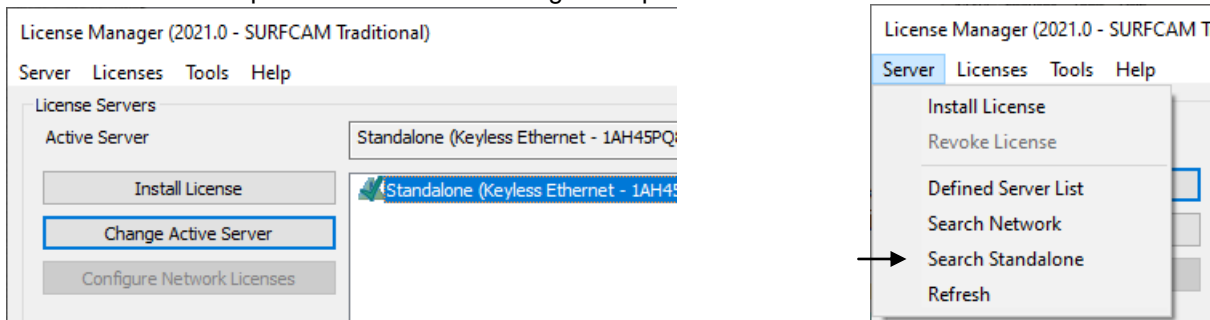 License Manager (2021.0 - SURFCAM Traditional)
Server Licenses Tools Help
License Servers
Active Server
Standalone (Keyless Ethernet - 1AH45PQ
Install License
Standalone (Keyless Ethernet - 1AH45
Change Active Server
Configure Network Licenses
License Manager (2021.0 - SURFCAM T
Server Licenses Tools Help
Install License
Revoke License
Defined Server List
Search Network
Search Standalone
Refresh